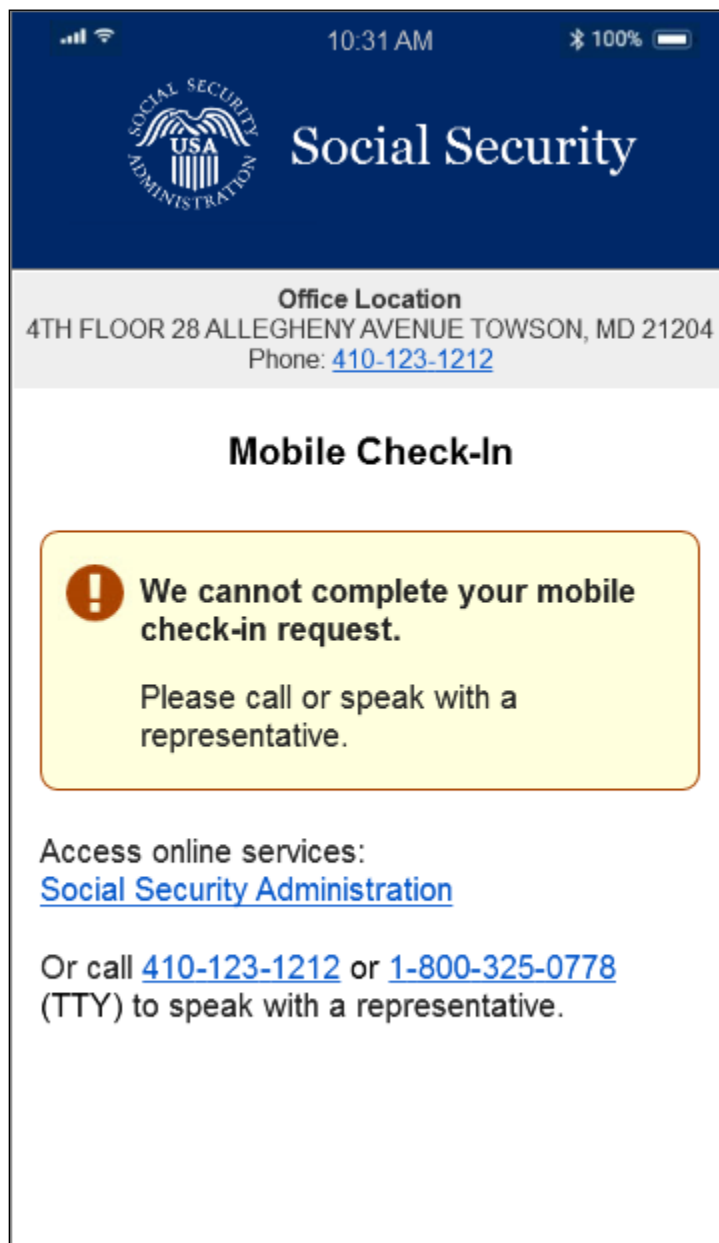 10:31 AM
100%
SOCIAL SECURITY ADMINISTRATION
USA
Social Security
Office Location
4TH FLOOR 28 ALLEGHENY AVENUE TOWSON, MD 21204
Phone: 410-123-1212
Mobile Check-In
We cannot complete your mobile
check-in request.
Please call or speak with a
representative.
Access online services:
Social Security Administration
Or call 410-123-1212 or 1-800-325-0778
(TTY) to speak with a representative.